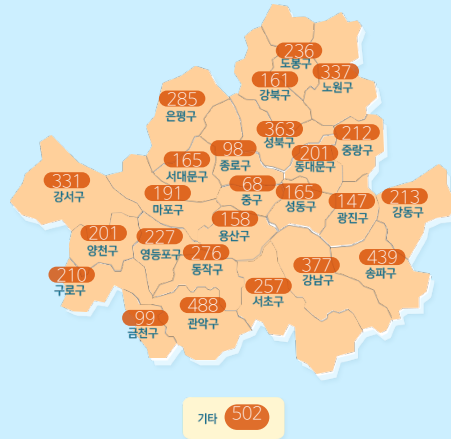 236
도봉구
337
노원구
161
강북구
285
은평구
363
성북구
212
중랑구
98
종로구
201
동대문구
165
서대문구
331
강서구
191
마포구
68
중구
165
성동구
147
광진구
213
강동구
158
용산구
201
양천구
227
영등포구
276
동작구
439
송파구
377
강남구
210
구로구
257
서초구
488
관악구
99
금천구
기타 502